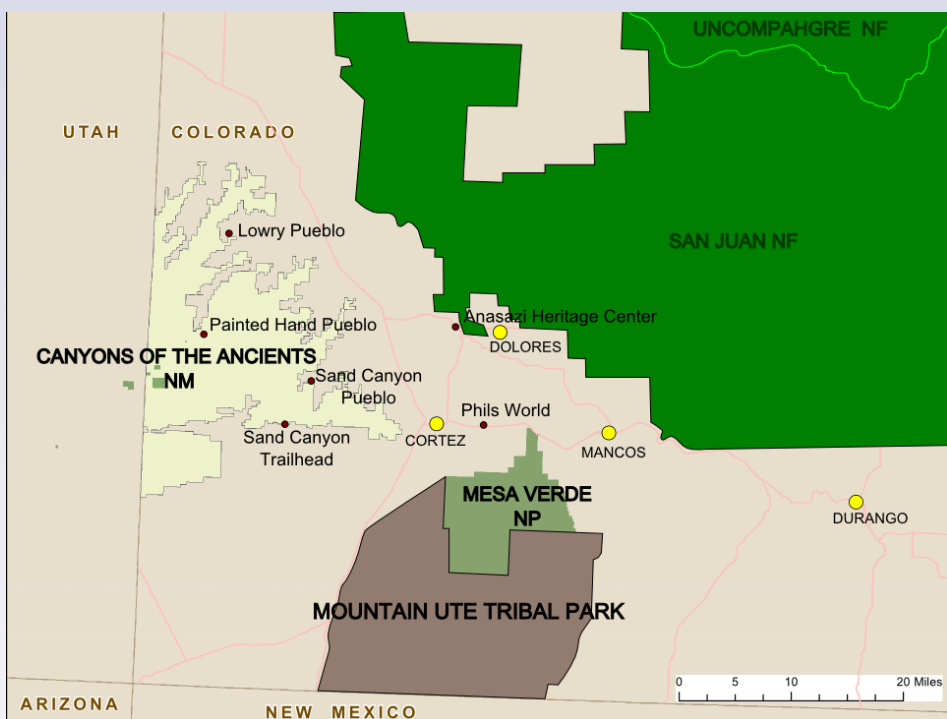 UNCOMPAHGRE NF
UTAH COLORADO
Lowry Pueblo
SAN JUAN NF
Anasazi Heritage Center
Painted Hand Pueblo
DOLORES
CANYONS OF THE ANCIENTS
NM
Sand Canyon
Pueblo
Phils World
Sand Canyon
Trailhead
CORTEZ
MANCOS
MESA VERDE
NP
DURANGO
MOUNTAIN UTE TRIBAL PARK
0 5 10 20 Miles
ARIZONA
NEW MEXICO